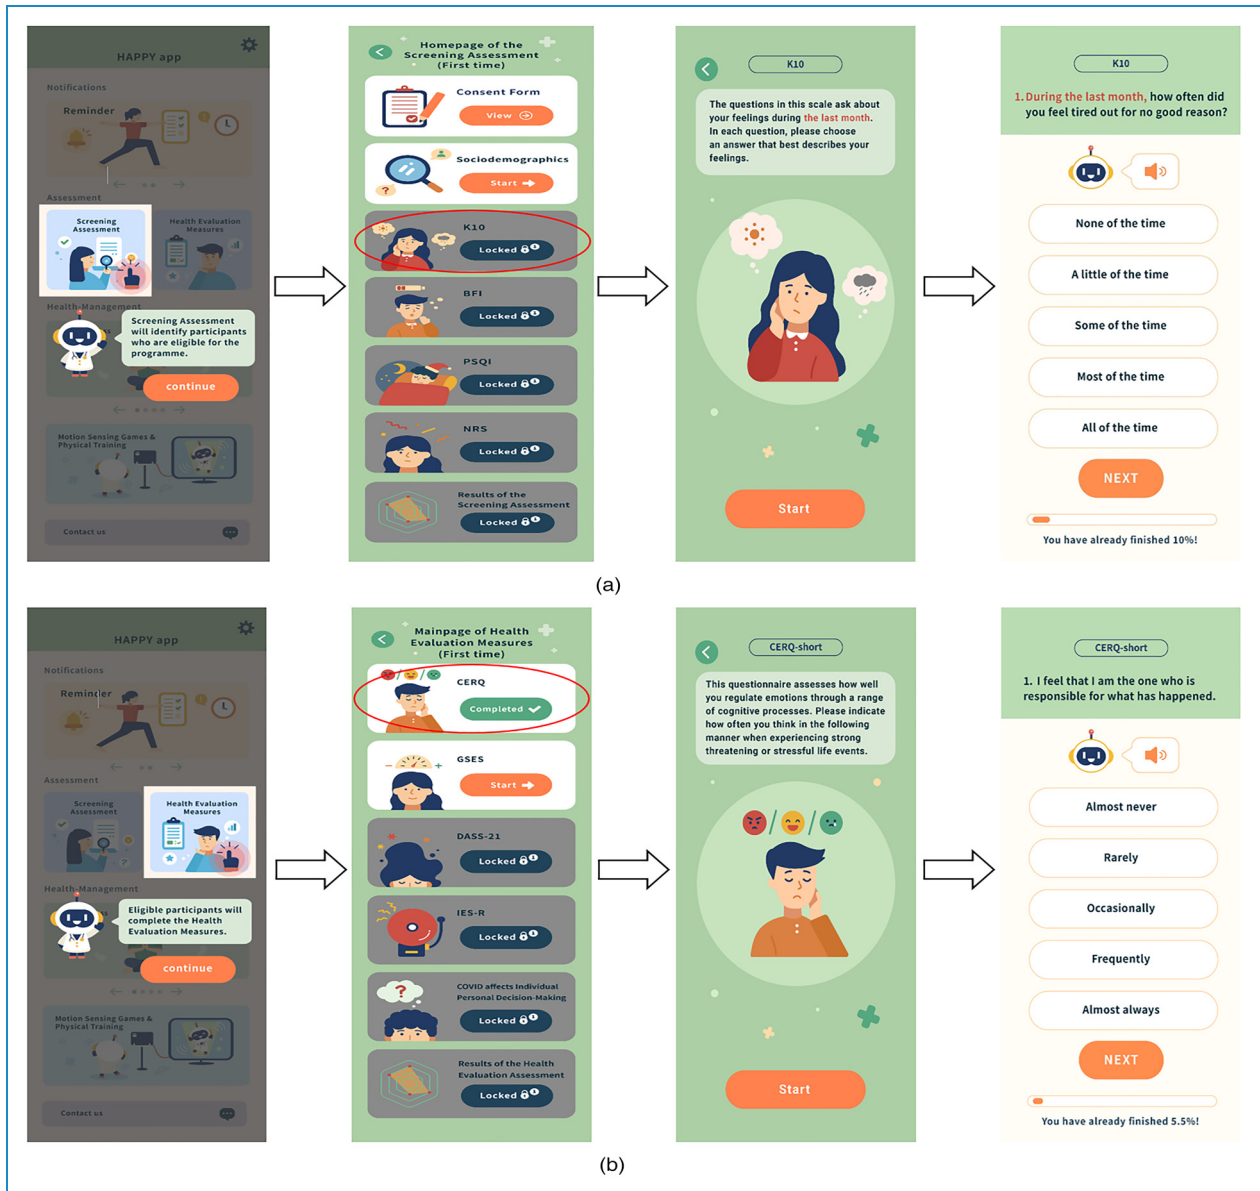 HAPPY app
Notifications
Reminder
Assessment
Screening
Assessment
Health Evaluation
Measures
Health-Management
Screening Assessment
will identify participants
who are eligible for the
programme.
continue
Motion Sensing Games &
Physical Training
Contact us
Homepage of the
Screening Assessment
(First time)
Consent Form
View
Sociodemographics
Start
K10
Locked
BFI
Locked
PSQI
Locked
NRS
Locked
Results of the
Screening Assessment
Locked
K10
The questions in this scale ask about
your feelings during the last month.
In each question, please choose
an answer that best describes your
feelings.
Start
K10
1. During the last month, how often did
you feel tired out for no good reason?
None of the time
A little of the time
Some of the time
Most of the time
All of the time
NEXT
You have already finished 10%!
(a)
HAPPY app
Notifications
Reminder
Assessment
Screening
Assessment
Health Evaluation
Measures
Health-Management
Eligible participants will
complete the Health
Evaluation Measures.
continue
Motion Sensing Games &
Physical Training
Contact us
Mainpage of Health
Evaluation Measures
(First time)
CERQ
Completed
GSES
Start
DASS-21
Locked
IES-R
Locked
COVID affects Individual
Personal Decision-Making
Locked
Results of the Health
Evaluation Assessment
Locked
CERQ-short
This questionnaire assesses how well
you regulate emotions through a range
of cognitive processes. Please indicate
how often you think in the following
manner when experiencing strong
threatening or stressful life events.
Start
CERQ-short
1. I feel that I am the one who is
responsible for what has happened.
Almost never
Rarely
Occasionally
Frequently
Almost always
NEXT
You have already finished 5.5%!
(b)